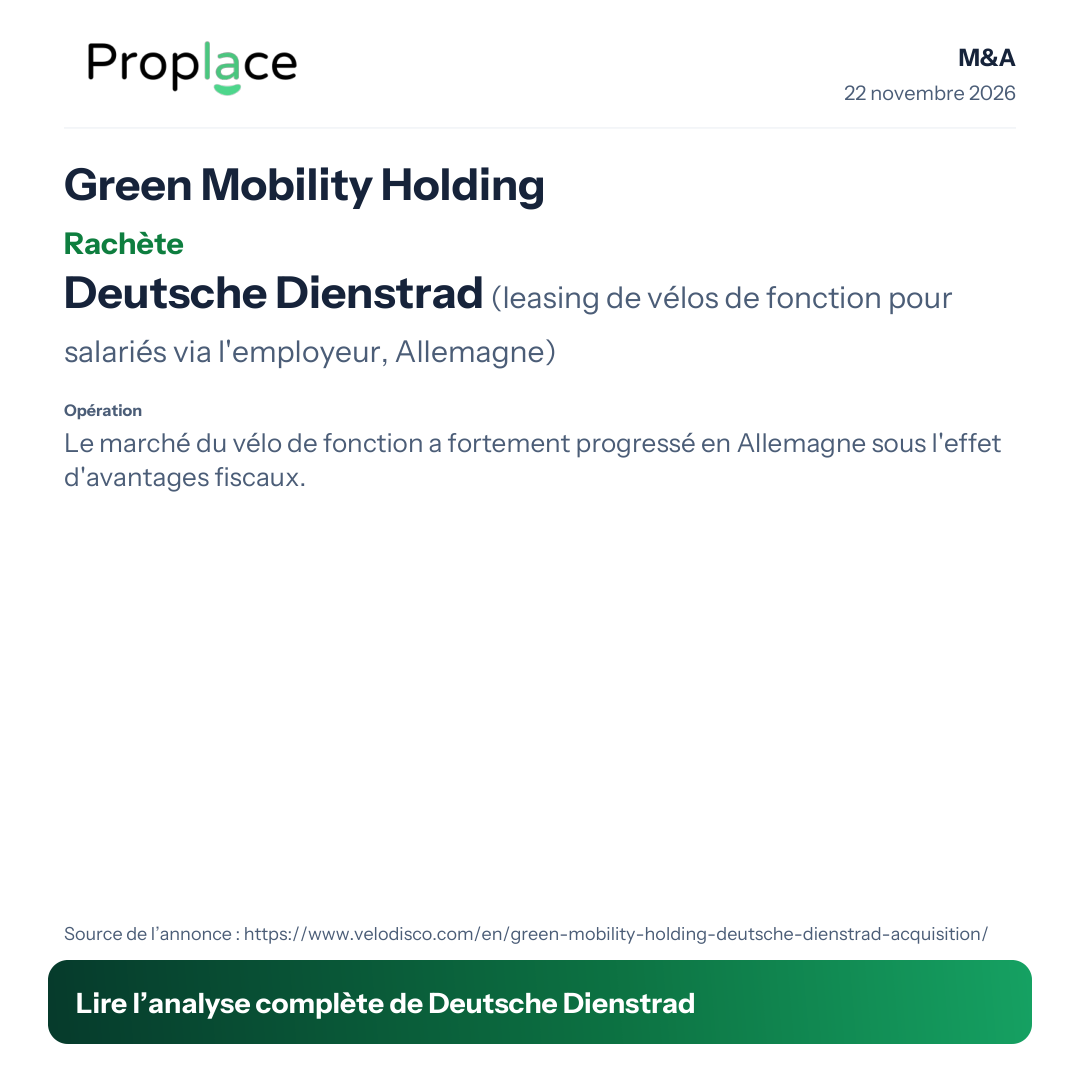 Proplace
M&A
22 novembre 2026
Green Mobility Holding
Rachète
Deutsche Dienstrad (leasing de vélos de fonction pour
salariés via l'employeur, Allemagne)
Opération
Le marché du vélo de fonction a fortement progressé en Allemagne sous l'effet
d'avantages fiscaux.
Source de l’annonce : https://www.velodisco.com/en/green-mobility-holding-deutsche-dienstrad-acquisition/
Lire l’analyse complète de Deutsche Dienstrad